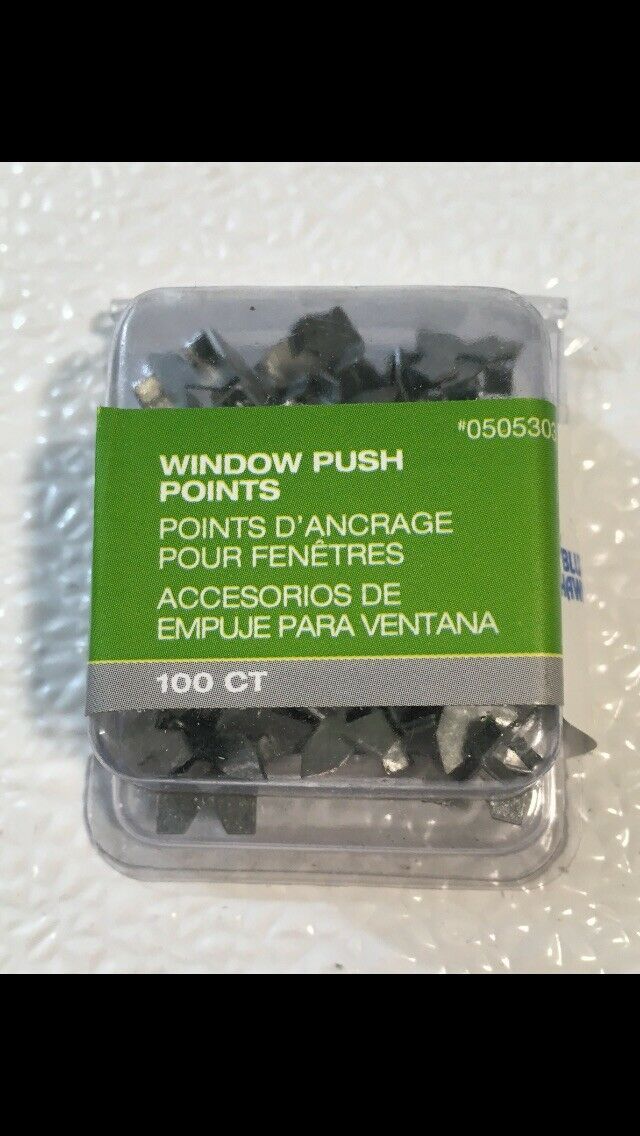 #0505303
WINDOW PUSH
POINTS
POINTS D'ANCRAGE
POUR FENÊTRES
ACCESORIOS DE
EMPUJE PARA VENTANA
100 CT